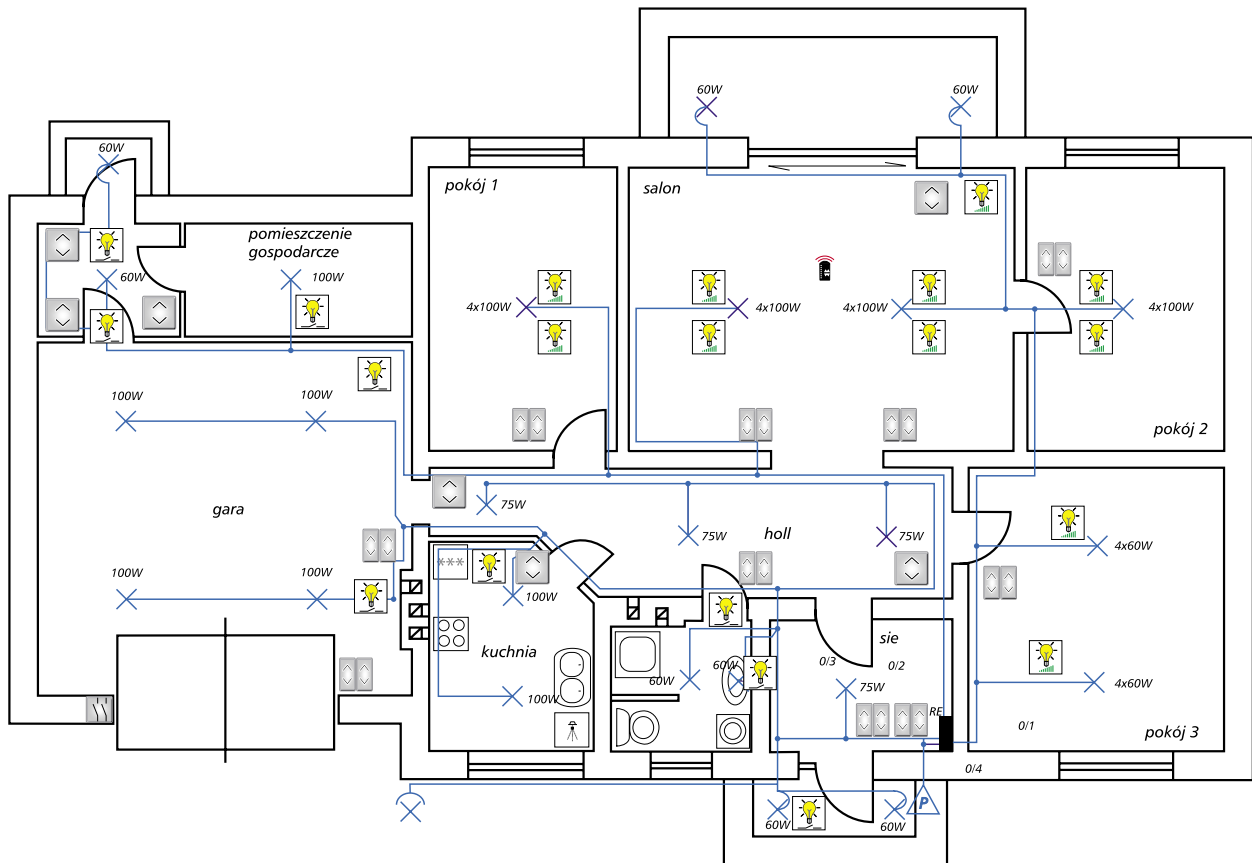 60W
60W
60W
pokój 1
salon
pomieszczenie
gospodarcze
60W
100W
4x100W
4x100W
4x100W
4x100W
100W
100W
pokój 2
gara
75W
75W
holl
75W
4x60W
100W
100W
***
100W
kuchnia
sie
0/3
0/2
60W
60W
75W
4x60W
100W
RE
0/1
pokój 3
0/4
P
60W
60W